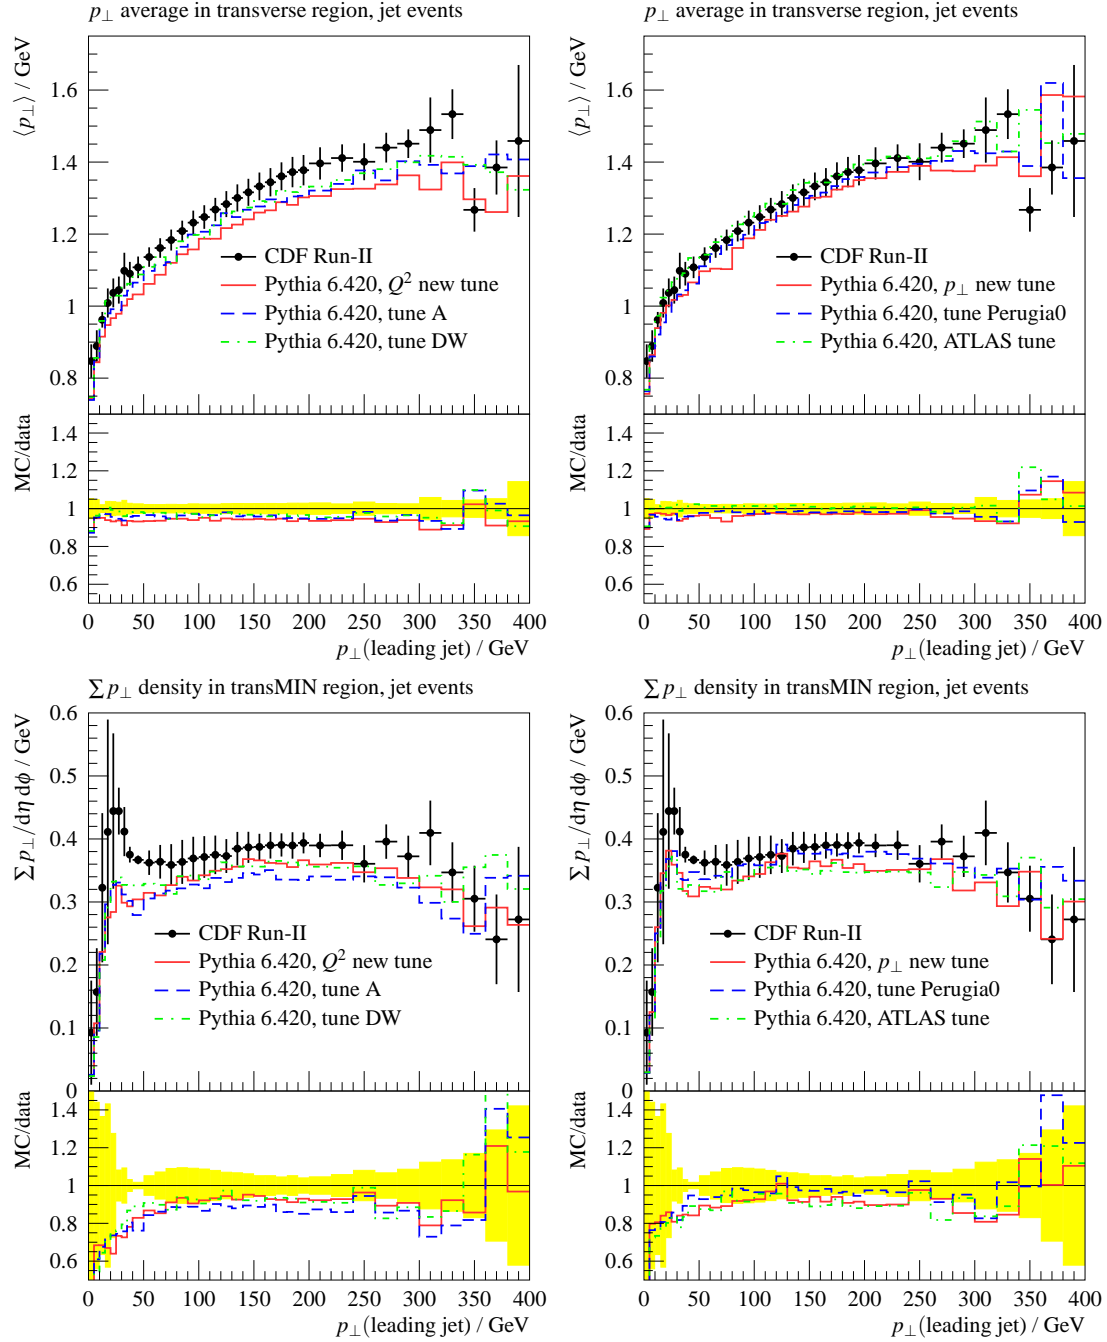 p⊥ average in transverse region, jet events
⟨p⊥⟩ / GeV
1.6
1.4
1.2
1
0.8
CDF Run-II
Pythia 6.420, Q² new tune
Pythia 6.420, tune A
Pythia 6.420, tune DW
MC/data
1.4
1.2
1
0.8
0.6
0 50 100 150 200 250 300 350 400
p⊥(leading jet) / GeV
p⊥ average in transverse region, jet events
⟨p⊥⟩ / GeV
1.6
1.4
1.2
1
0.8
CDF Run-II
Pythia 6.420, p⊥ new tune
Pythia 6.420, tune Perugia0
Pythia 6.420, ATLAS tune
MC/data
1.4
1.2
1
0.8
0.6
0 50 100 150 200 250 300 350 400
p⊥(leading jet) / GeV
∑ p⊥ density in transMIN region, jet events
∑ p⊥/dη dϕ / GeV
0.6
0.5
0.4
0.3
0.2
0.1
0
CDF Run-II
Pythia 6.420, Q² new tune
Pythia 6.420, tune A
Pythia 6.420, tune DW
MC/data
1.4
1.2
1
0.8
0.6
0 50 100 150 200 250 300 350 400
p⊥(leading jet) / GeV
∑ p⊥ density in transMIN region, jet events
∑ p⊥/dη dϕ / GeV
0.6
0.5
0.4
0.3
0.2
0.1
0
CDF Run-II
Pythia 6.420, p⊥ new tune
Pythia 6.420, tune Perugia0
Pythia 6.420, ATLAS tune
MC/data
1.4
1.2
1
0.8
0.6
0 50 100 150 200 250 300 350 400
p⊥(leading jet) / GeV